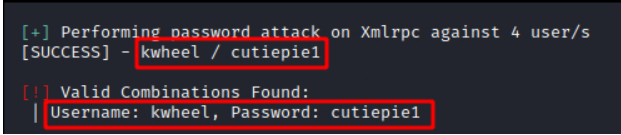 [+] Performing password attack on Xmlrpc against 4 user/s
[SUCCESS] - kwheel / cutiepie1
[!] Valid Combinations Found:
| Username: kwheel, Password: cutiepie1